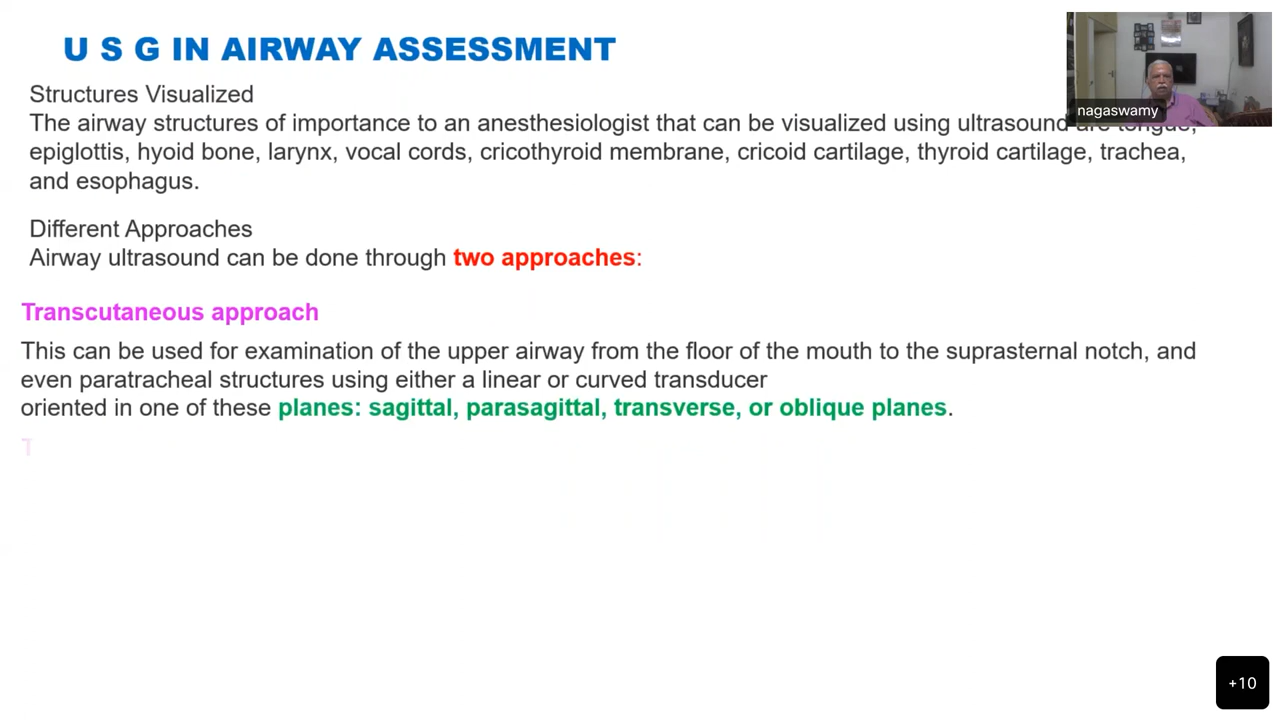 U S G IN AIRWAY ASSESSMENT
nagaswamy
Structures Visualized
The airway structures of importance to an anesthesiologist that can be visualized using ultrasound are tongue,
epiglottis, hyoid bone, larynx, vocal cords, cricothyroid membrane, cricoid cartilage, thyroid cartilage, trachea,
and esophagus.
Different Approaches
Airway ultrasound can be done through two approaches:
Transcutaneous approach
This can be used for examination of the upper airway from the floor of the mouth to the suprasternal notch, and
even paratracheal structures using either a linear or curved transducer
oriented in one of these planes: sagittal, parasagittal, transverse, or oblique planes.
T
+10